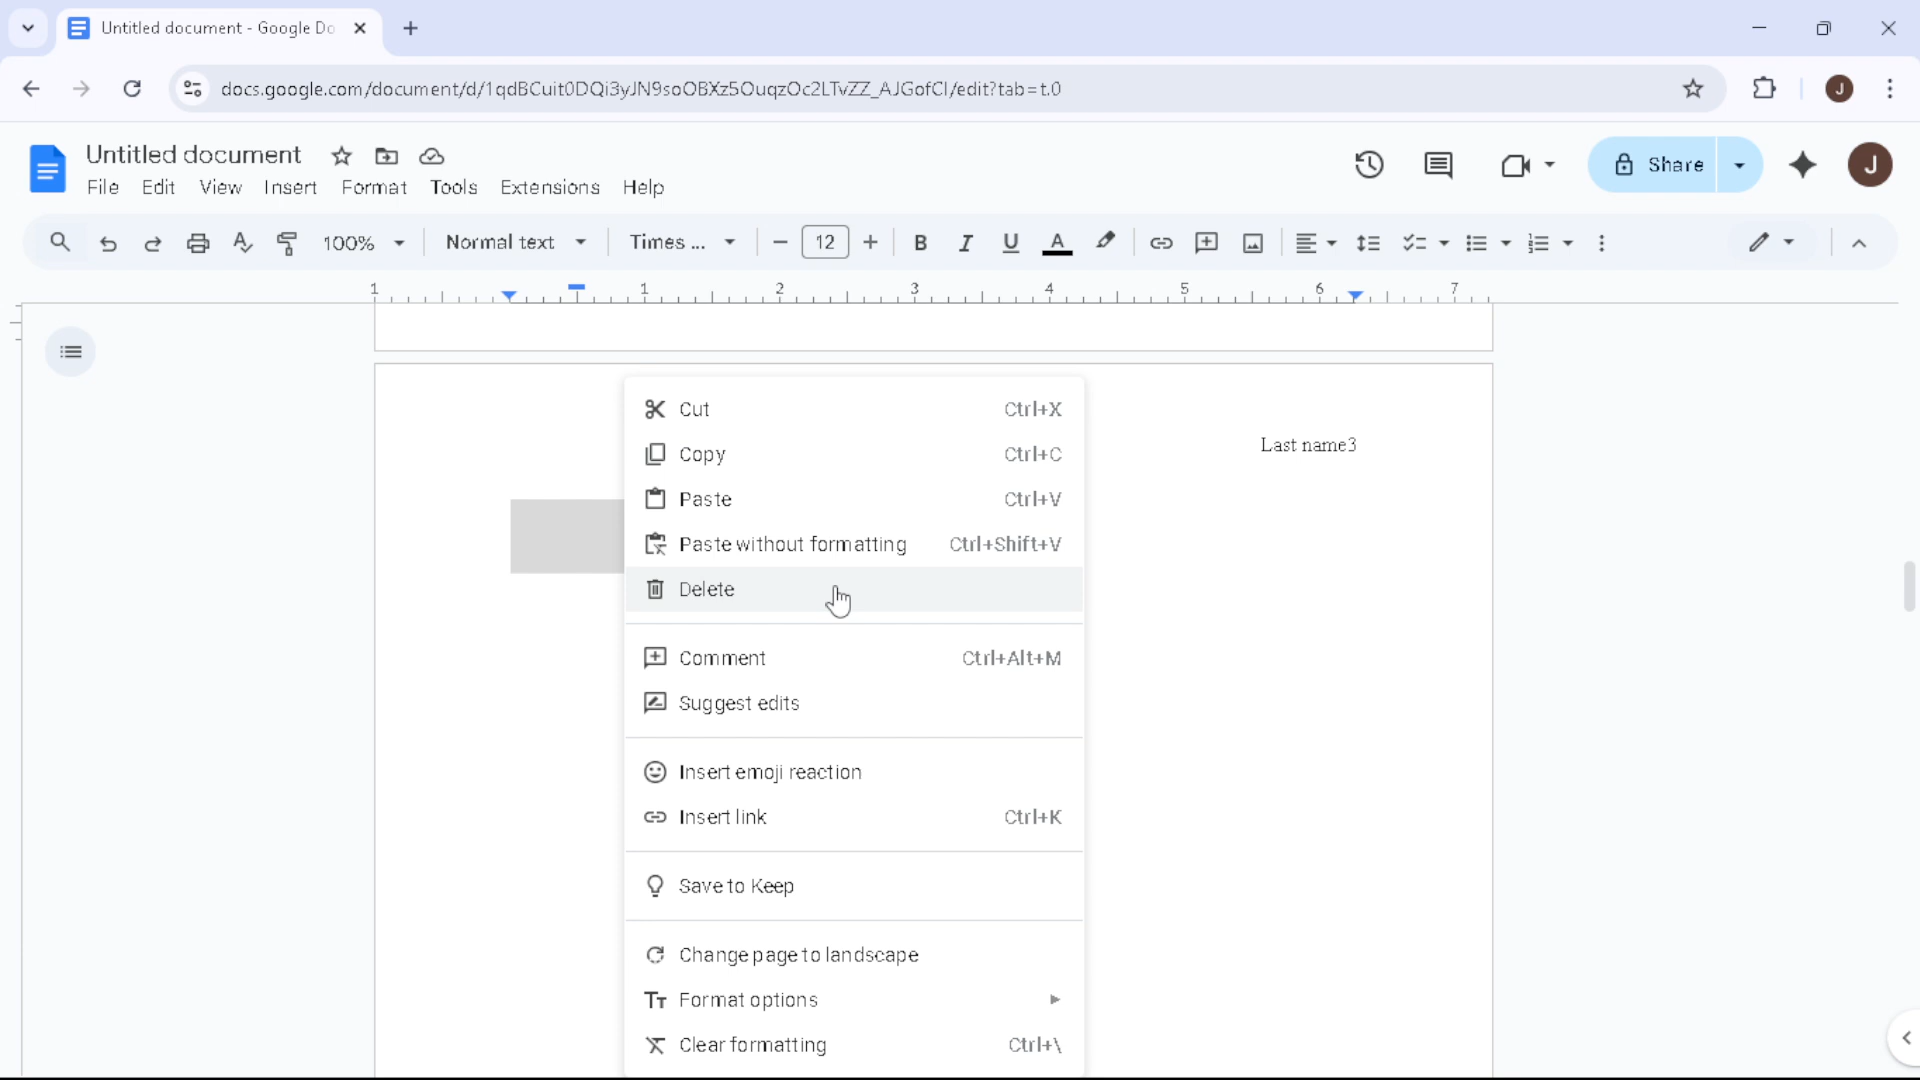 Untitled document - Google Do
docs.google.com/document/d/1qdBCuit0DQi3yJN9soOBXz5OuqzOc2LTvZZ_AJGofCI/edit?tab=t.0
J
Untitled document
Share
J
File Edit View Insert Format Tools Extensions Help
100% Normal text Times ... 12 B I U A
1 1 2 3 4 5 6 7
Last name3
Cut Ctrl+X
Copy Ctrl+C
Paste Ctrl+V
Paste without formatting Ctrl+Shift+V
Delete
Comment Ctrl+Alt+M
Suggest edits
Insert emoji reaction
Insert link Ctrl+K
Save to Keep
Change page to landscape
Format options
Clear formatting Ctrl+\